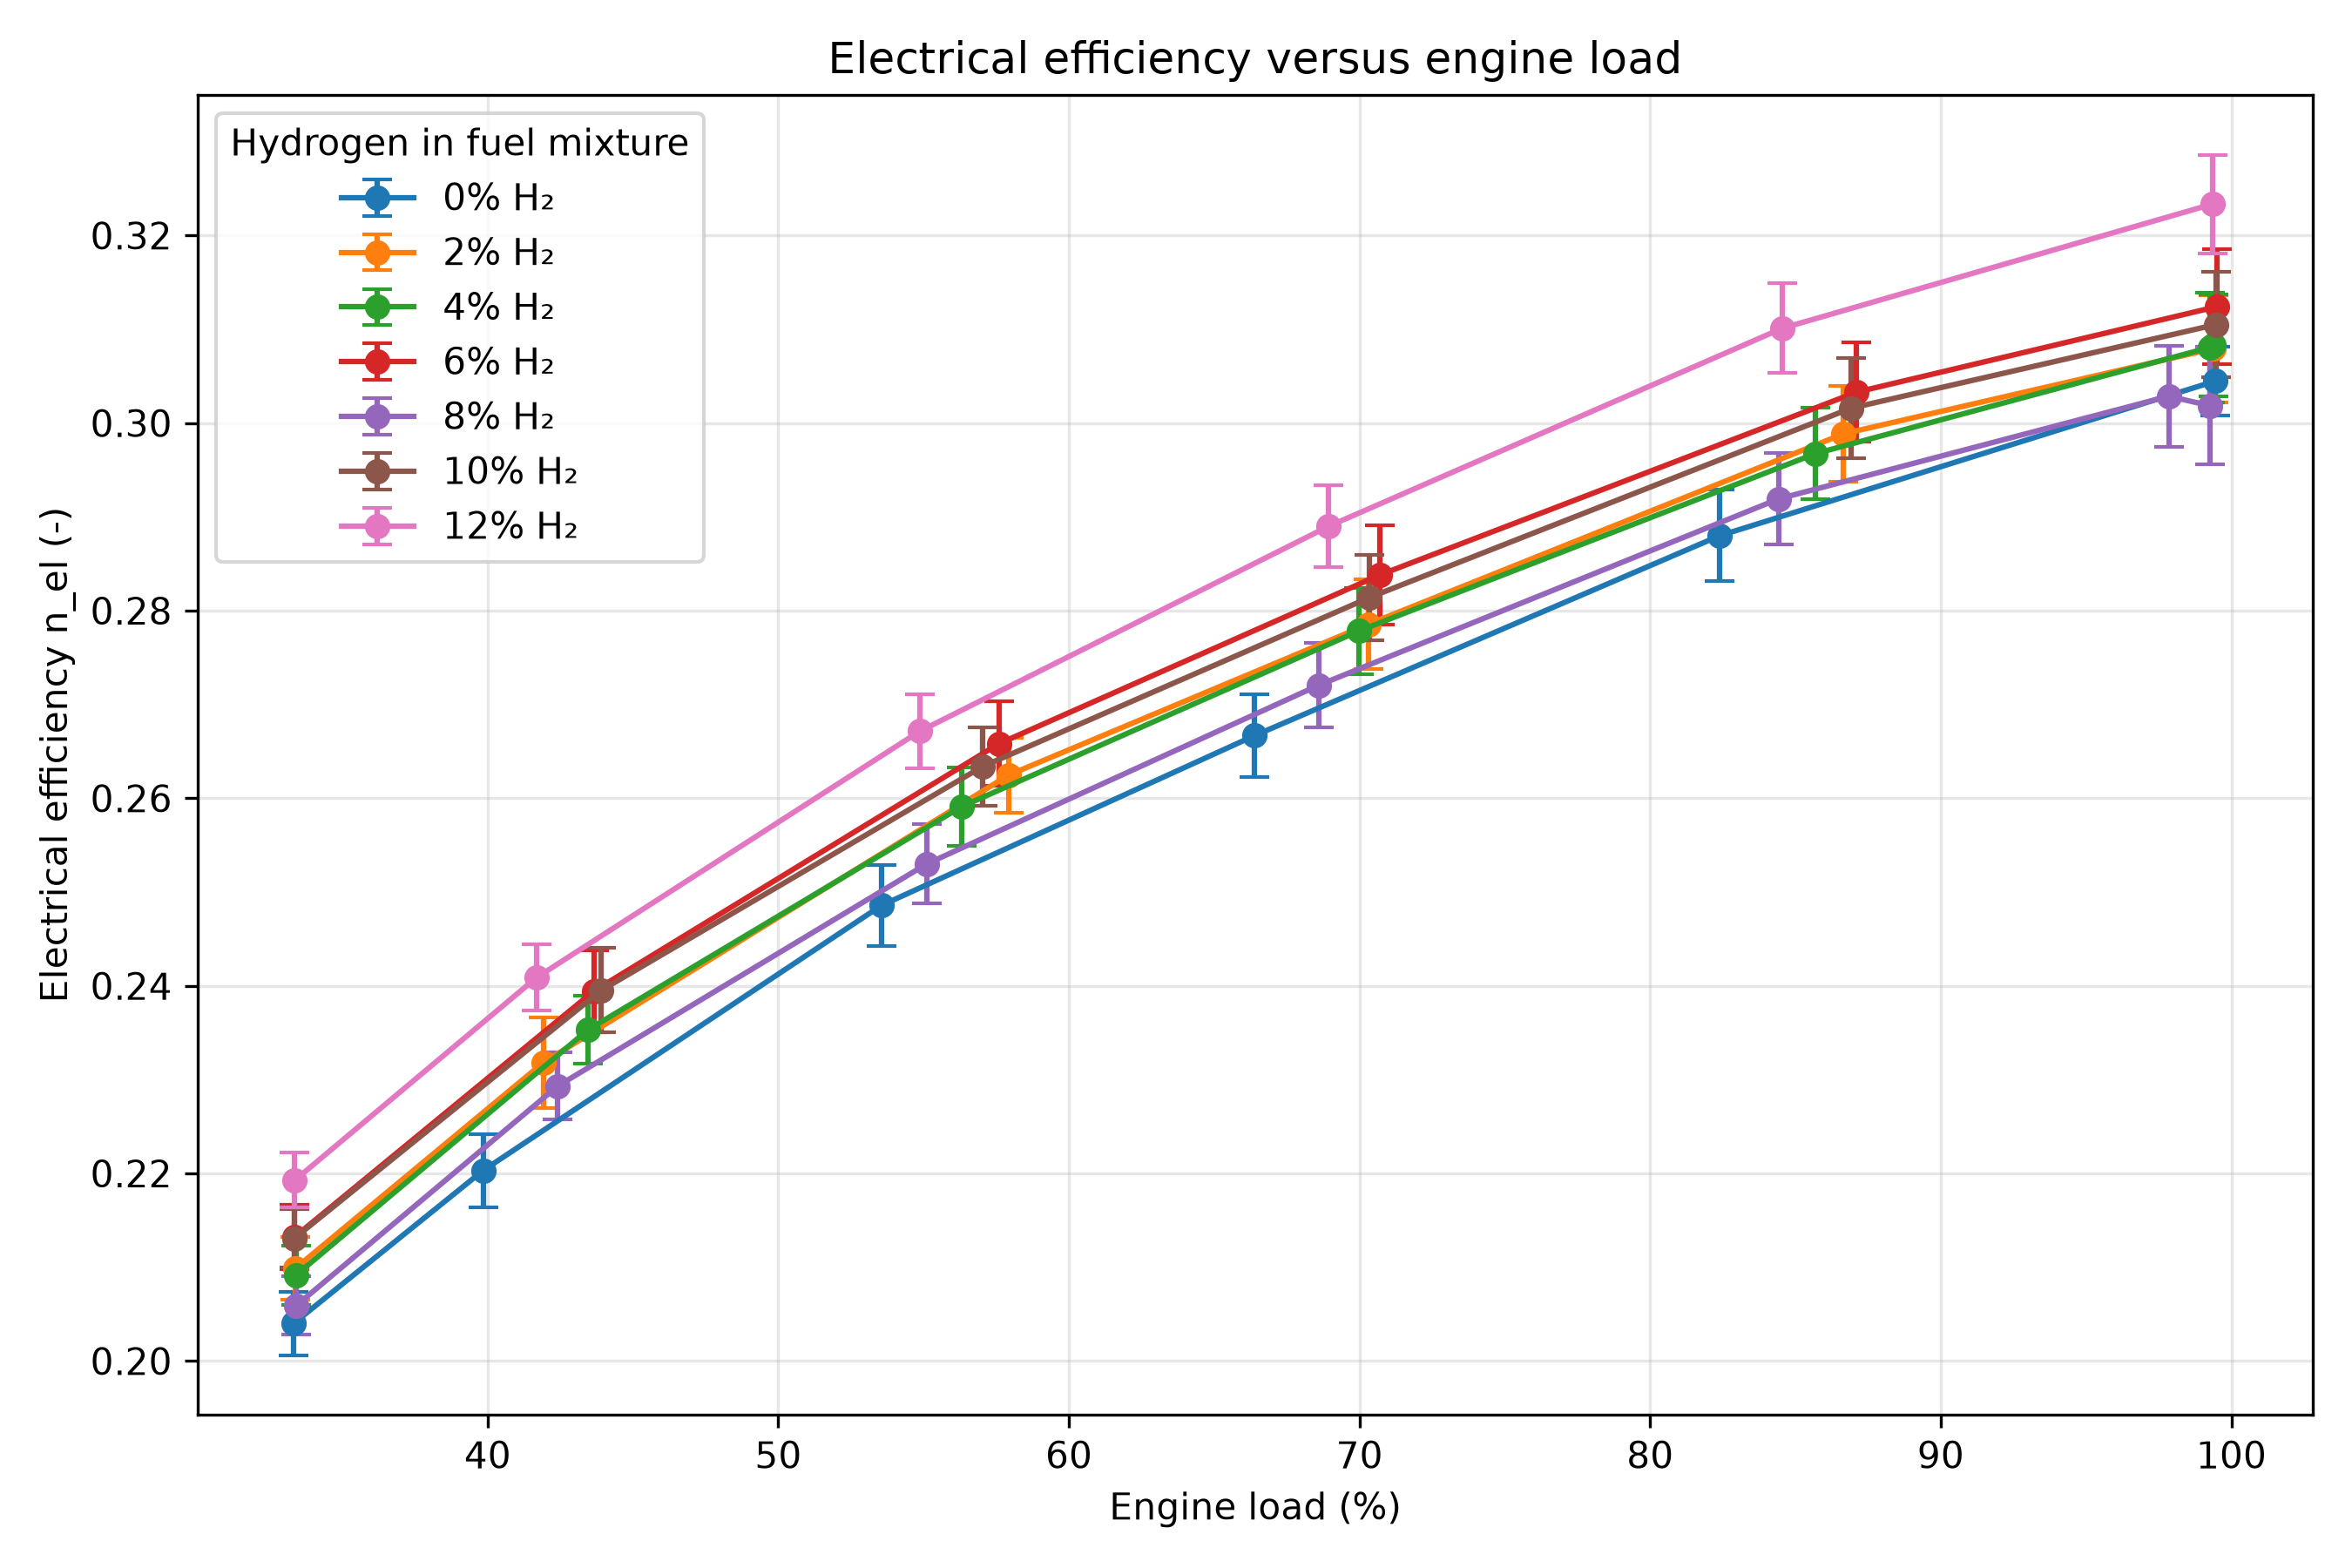 Electrical efficiency versus engine load
Hydrogen in fuel mixture
0% H₂
2% H₂
4% H₂
6% H₂
8% H₂
10% H₂
12% H₂
Electrical efficiency n_el (-)
0.32
0.30
0.28
0.26
0.24
0.22
0.20
40 50 60 70 80 90 100
Engine load (%)